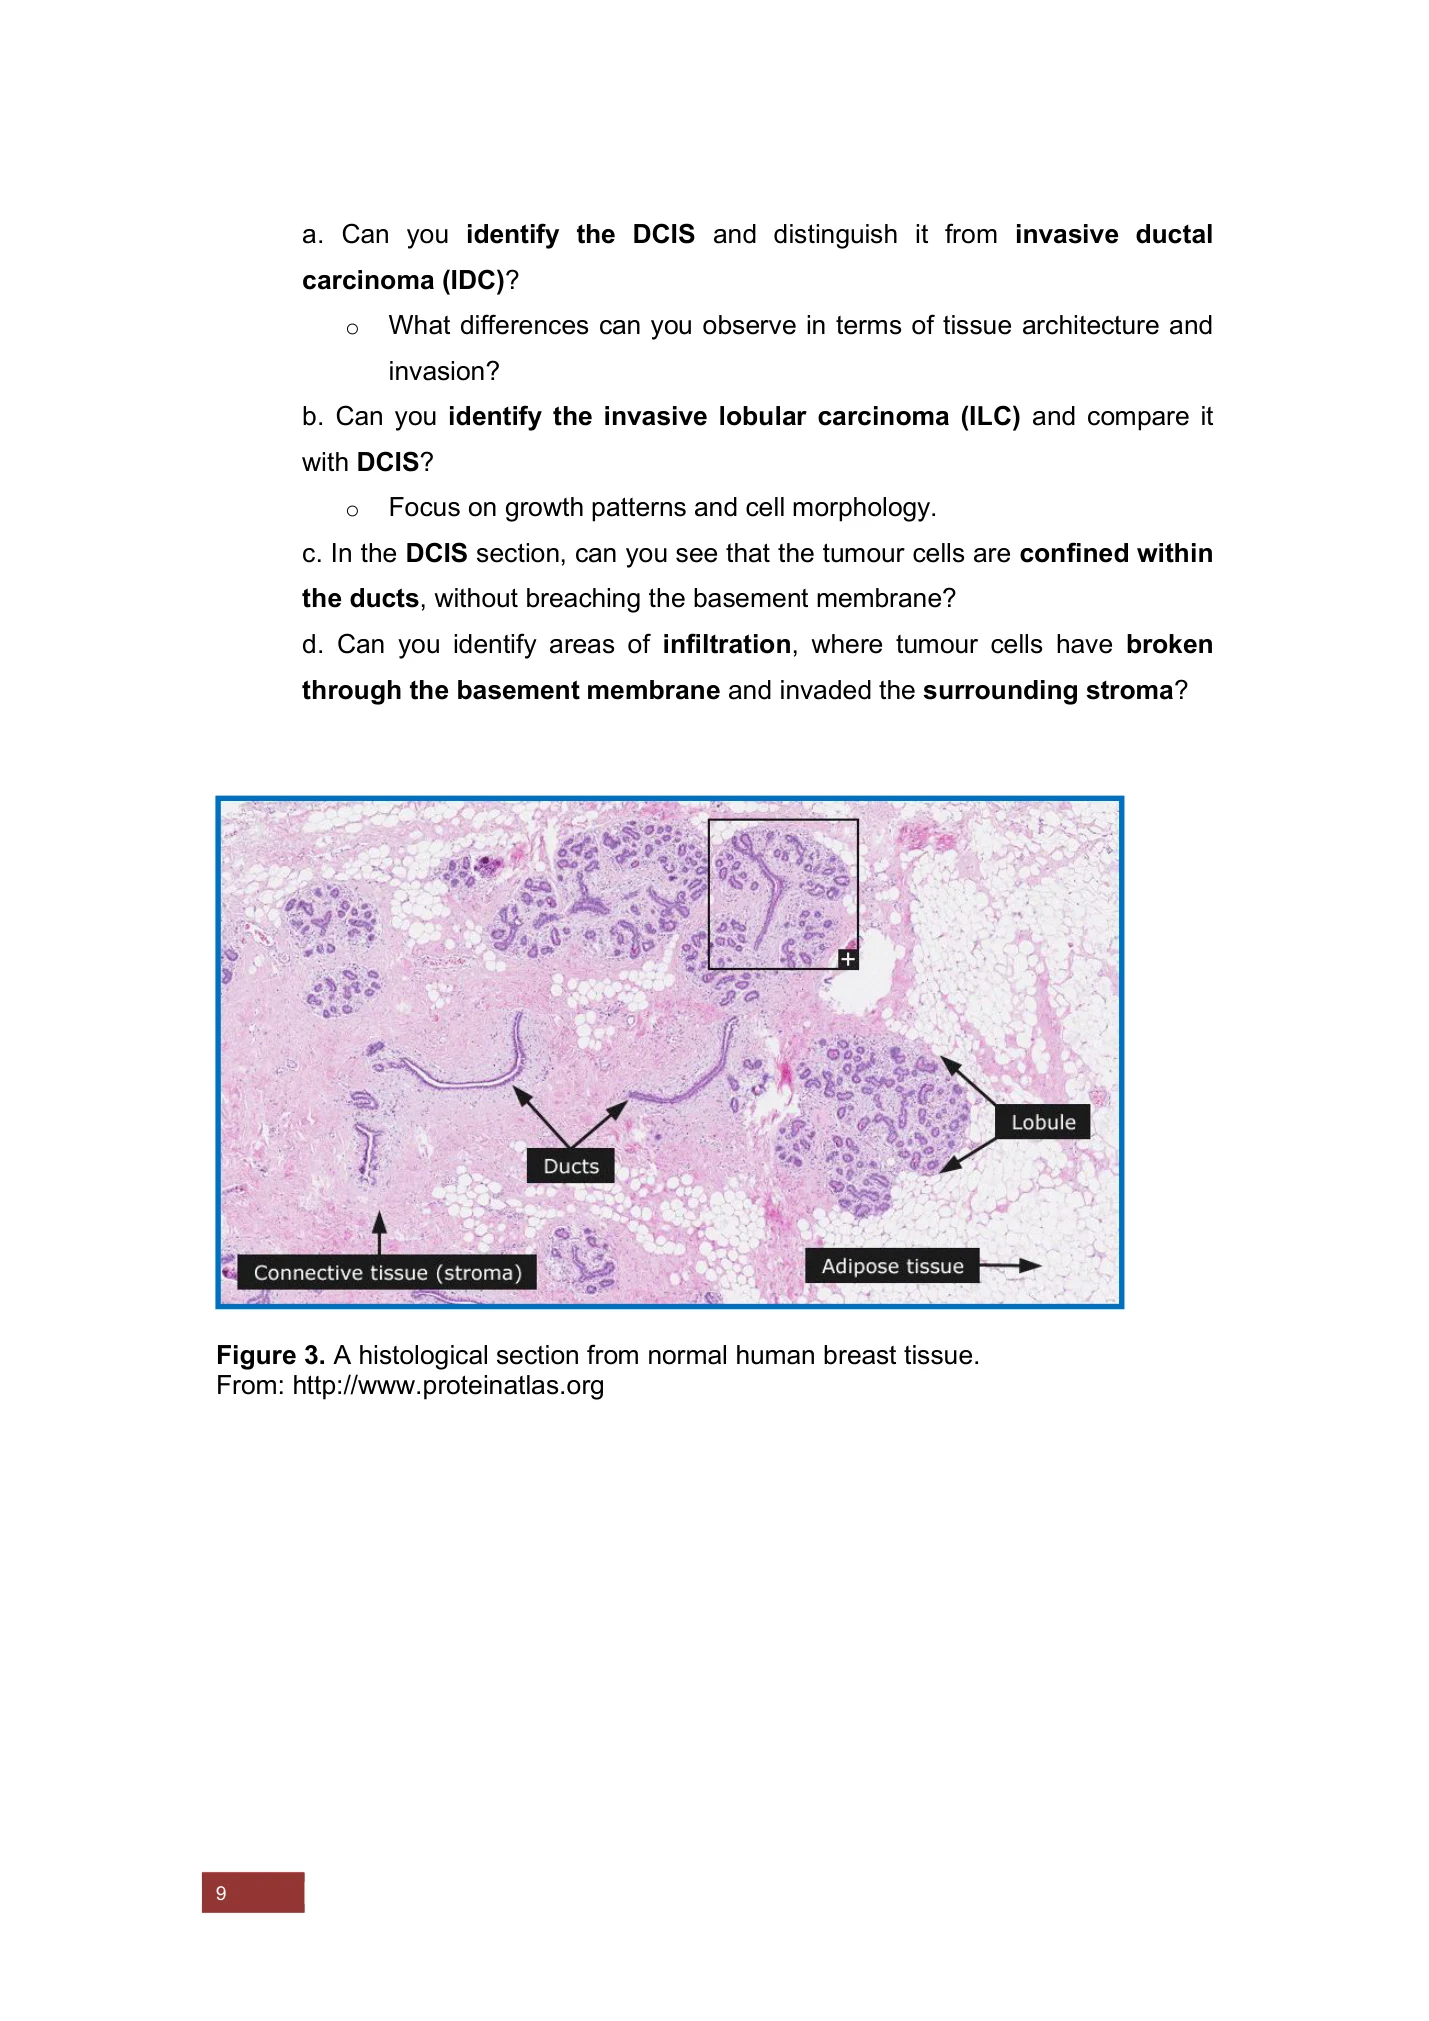 a. Can you identify the DCIS and distinguish it from invasive ductal
carcinoma (IDC)?
o What differences can you observe in terms of tissue architecture and
invasion?
b. Can you identify the invasive lobular carcinoma (ILC) and compare it
with DCIS?
o Focus on growth patterns and cell morphology.
c. In the DCIS section, can you see that the tumour cells are confined within
the ducts, without breaching the basement membrane?
d. Can you identify areas of infiltration, where tumour cells have broken
through the basement membrane and invaded the surrounding stroma?
Lobule
Ducts
Connective tissue (stroma)
Adipose tissue
Figure 3. A histological section from normal human breast tissue.
From: http://www.proteinatlas.org
9